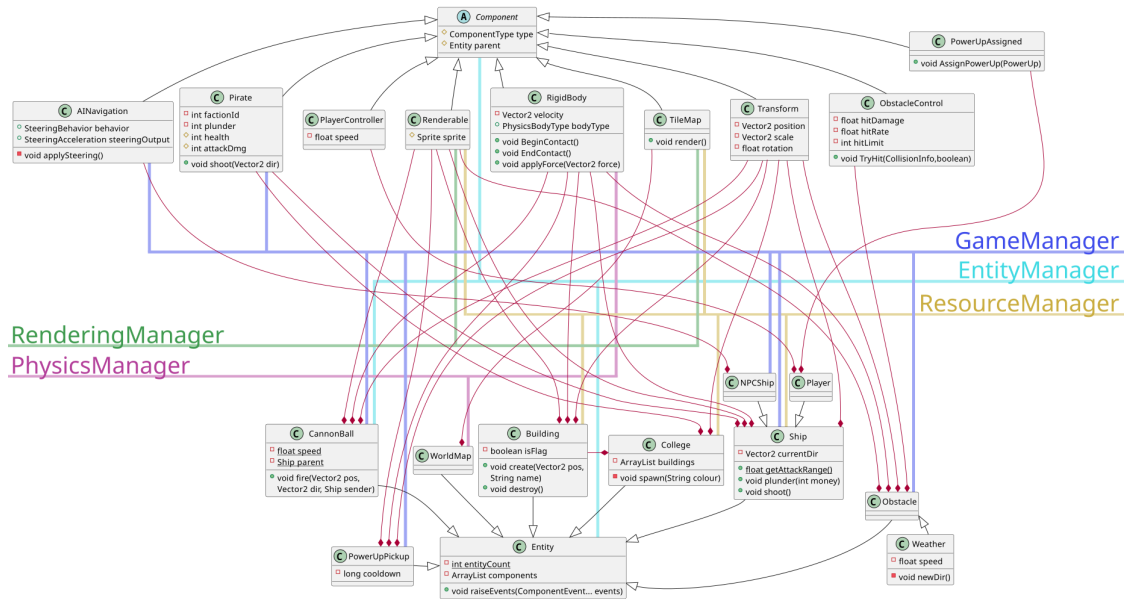 A Component
ComponentType type
Entity parent
C PowerUpAssigned
void AssignPowerUp(PowerUp)
C AINavigation
SteeringBehavior behavior
SteeringAcceleration steeringOutput
void applySteering()
C Pirate
int factionId
int plunder
int health
int attackDmg
void shoot(Vector2 dir)
C PlayerController
float speed
C Renderable
Sprite sprite
C RigidBody
Vector2 velocity
PhysicsBodyType bodyType
void BeginContact()
void EndContact()
void applyForce(Vector2 force)
C TileMap
void render()
C Transform
Vector2 position
Vector2 scale
float rotation
C ObstacleControl
float hitDamage
float hitRate
int hitLimit
void TryHit(CollisionInfo,boolean)
GameManager
EntityManager
ResourceManager
RenderingManager
PhysicsManager
C NPCShip
C Player
C CannonBall
float speed
Ship parent
void fire(Vector2 pos,
Vector2 dir, Ship sender)
C WorldMap
C Building
boolean isFlag
void create(Vector2 pos,
String name)
void destroy()
C College
ArrayList buildings
void spawn(String colour)
C Ship
Vector2 currentDir
float getAttackRange()
void plunder(int money)
void shoot()
C Obstacle
C PowerUpPickup
long cooldown
C Entity
int entityCount
ArrayList components
void raiseEvents(ComponentEvent... events)
C Weather
float speed
void newDir()